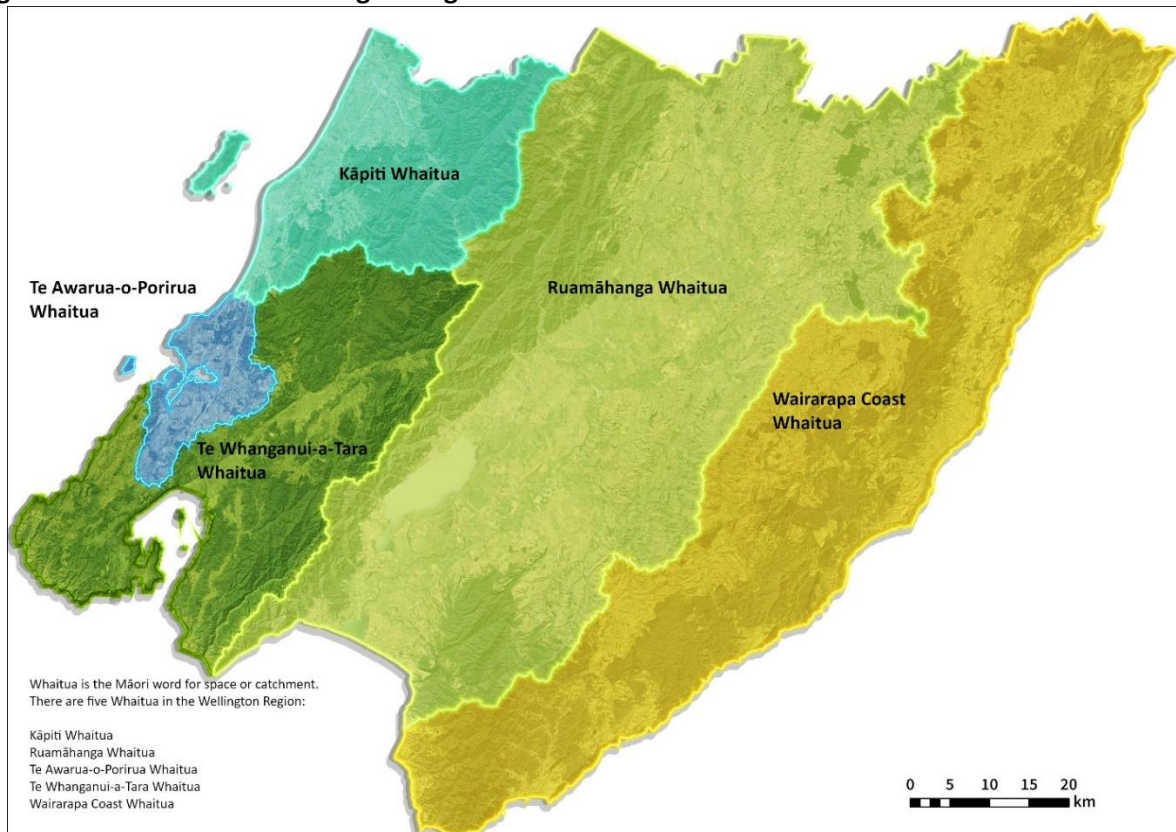 Kāpiti Whaitua
Te Awarua-o-Porirua
Whaitua
Ruamāhanga Whaitua
Wairarapa Coast
Whaitua
Te Whanganui-a-Tara
Whaitua
Whaitua is the Māori word for space or catchment.
There are five Whaitua in the Wellington Region:
Kāpiti Whaitua
Ruamāhanga Whaitua
Te Awarua-o-Porirua Whaitua
Te Whanganui-a-Tara Whaitua
Wairarapa Coast Whaitua
0 5 10 15 20
km